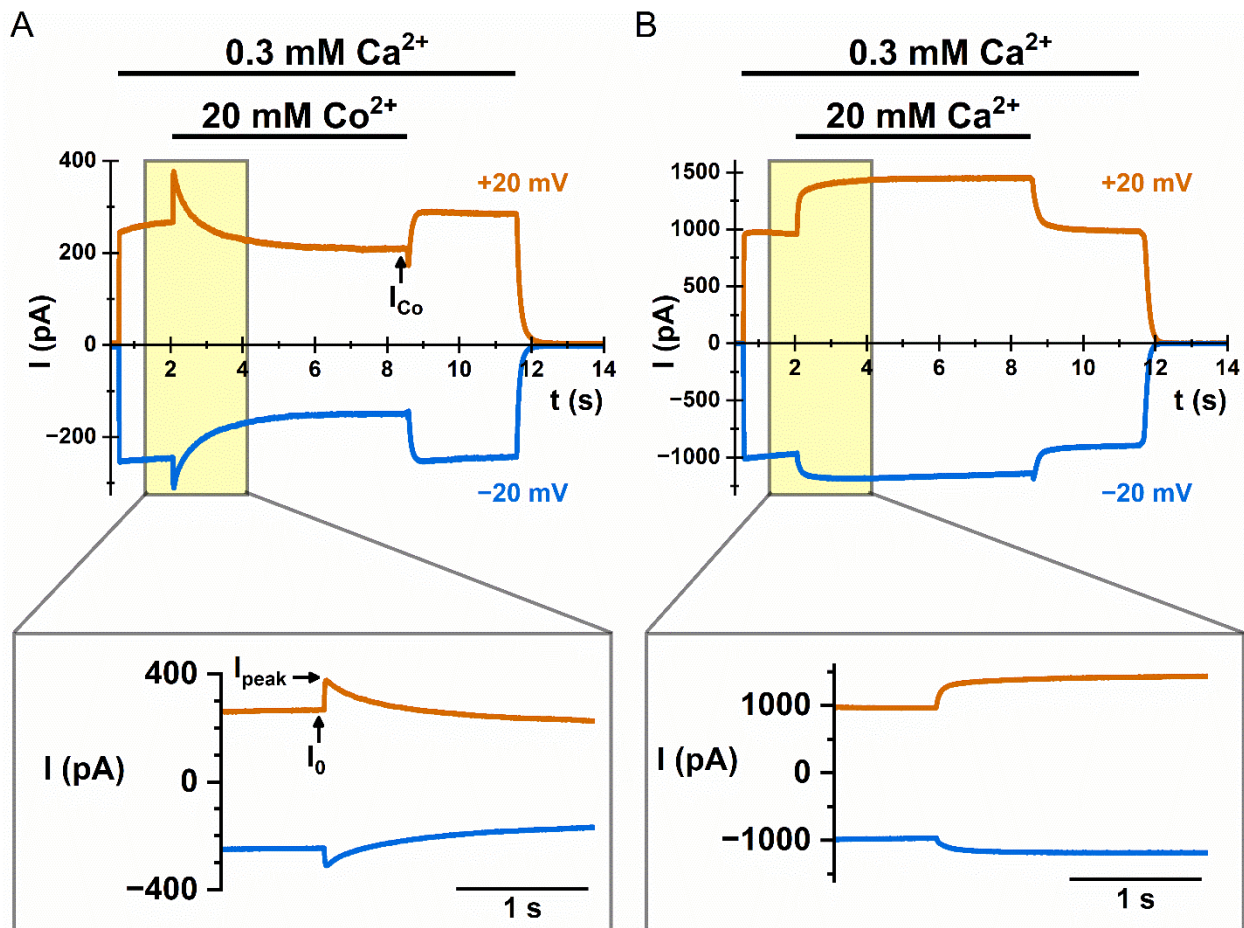 A
0.3 mM Ca²⁺
20 mM Co²⁺
400
200
0
−200
I (pA)
2
4
6
8
10
12
14
t (s)
+20 mV
I_Co
−20 mV
400
0
−400
I (pA)
I_peak
I_0
1 s
B
0.3 mM Ca²⁺
20 mM Ca²⁺
1500
1000
500
0
−500
−1000
I (pA)
2
4
6
8
10
12
14
t (s)
+20 mV
−20 mV
1000
0
−1000
I (pA)
1 s